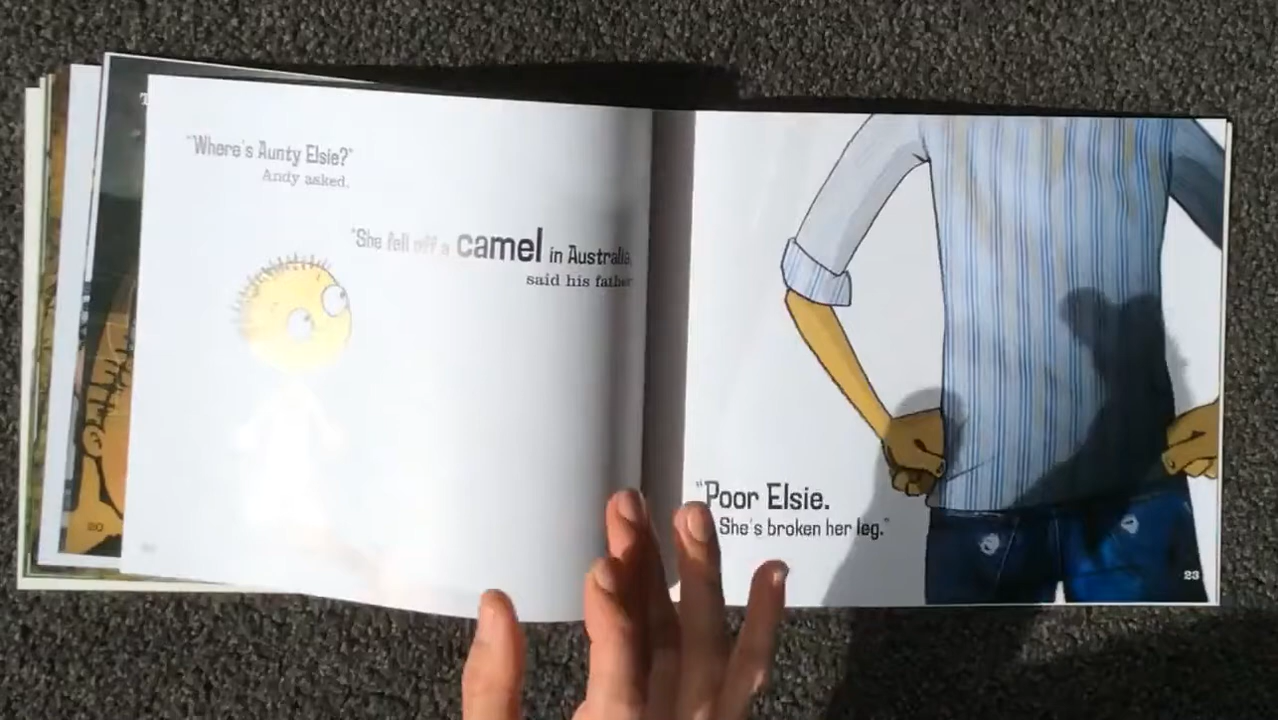 "Where's Aunty Elsie?"
Andy asked.
"She fell off a camel in Australia,"
said his father
"Poor Elsie.
She's broken her leg."
20
23